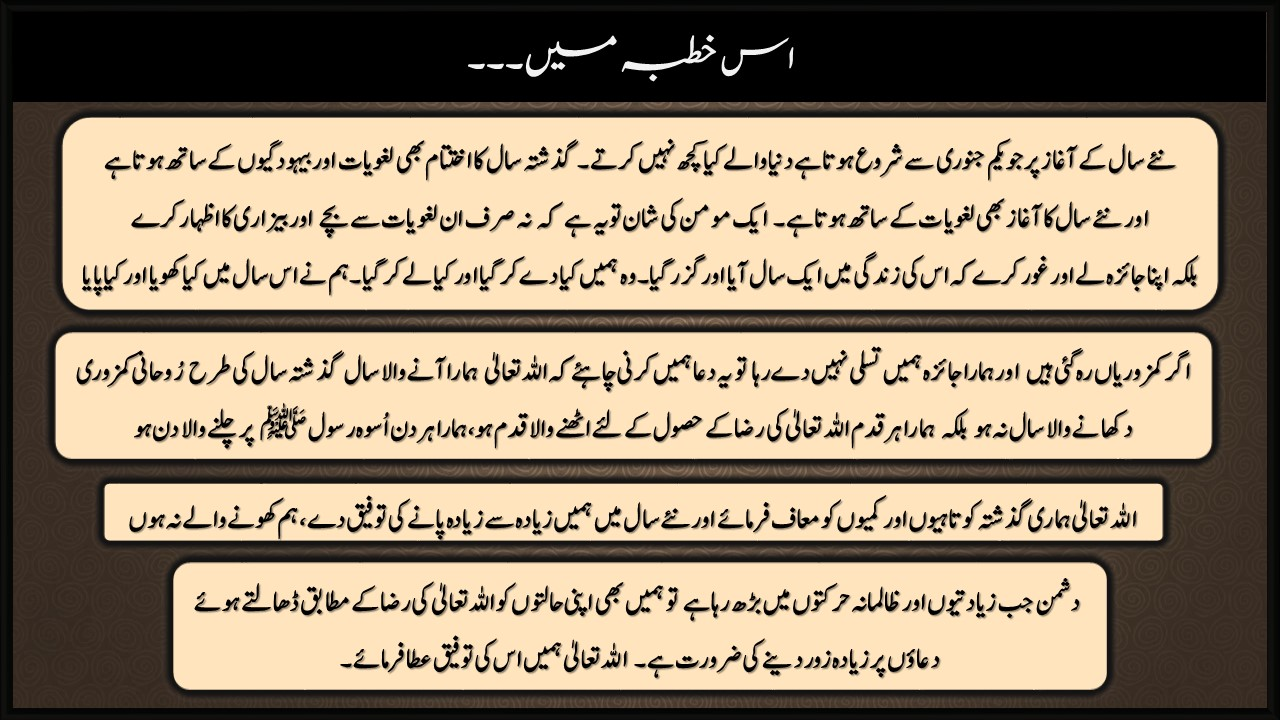 اس خطبہ میں۔۔۔
نئے سال کے آغاز پر جو یکم جنوری سے شروع ہوتا ہے دنیا والے کیا کچھ نہیں کرتے۔ گذشتہ سال کا اختتام بھی لغویات اور بیہودگیوں کے ساتھ ہوتا ہے
اور نئے سال کا آغاز بھی لغویات کے ساتھ ہوتا ہے۔ ایک مومن کی شان تو یہ ہے کہ نہ صرف ان لغویات سے بچے اور بیزاری کا اظہار کرے
بلکہ اپنا جائزہ لے اور غور کرے کہ اس کی زندگی میں ایک سال آیا اور گزر گیا۔ وہ ہمیں کیا دے کر گیا اور کیا لے کر گیا۔ ہم نے اس سال میں کیا کھویا اور کیا پایا
اگر کمزوریاں رہ گئی ہیں اور ہمارا جائزہ ہمیں تسلی نہیں دے رہا تو یہ دعا ہمیں کرنی چاہئے کہ اللہ تعالیٰ ہمارا آنے والا سال گذشتہ سال کی طرح رُوحانی کمزوری
دکھانے والا سال نہ ہو بلکہ ہمارا ہر قدم اللہ تعالیٰ کی رضا کے حصول کے لئے اٹھنے والا قدم ہو، ہمارا ہر دن اُسوہ رسول ﷺ پر چلنے والا دن ہو
اللہ تعالیٰ ہماری گذشتہ کوتاہیوں اور کمیوں کو معاف فرمائے اور نئے سال میں ہمیں زیادہ سے زیادہ پانے کی توفیق دے، ہم کھونے والے نہ ہوں
دشمن جب زیادتیوں اور ظالمانہ حرکتوں میں بڑھ رہا ہے تو ہمیں بھی اپنی حالتوں کو اللہ تعالیٰ کی رضا کے مطابق ڈھالتے ہوئے
دعاؤں پر زیادہ زور دینے کی ضرورت ہے۔ اللہ تعالیٰ ہمیں اس کی توفیق عطا فرمائے۔